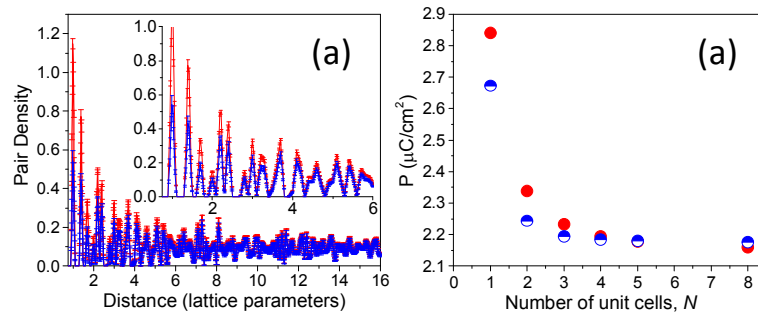 (a)
1.2
1.0
0.8
0.6
0.4
0.2
0.0
Pair Density
2 4 6 8 10 12 14 16
Distance (lattice parameters)
1.0
0.8
0.6
0.4
0.2
0.0
2 4 6
(a)
2.9
2.8
2.7
2.6
2.5
2.4
2.3
2.2
2.1
P (μC/cm²)
0 1 2 3 4 5 6 7 8
Number of unit cells, N